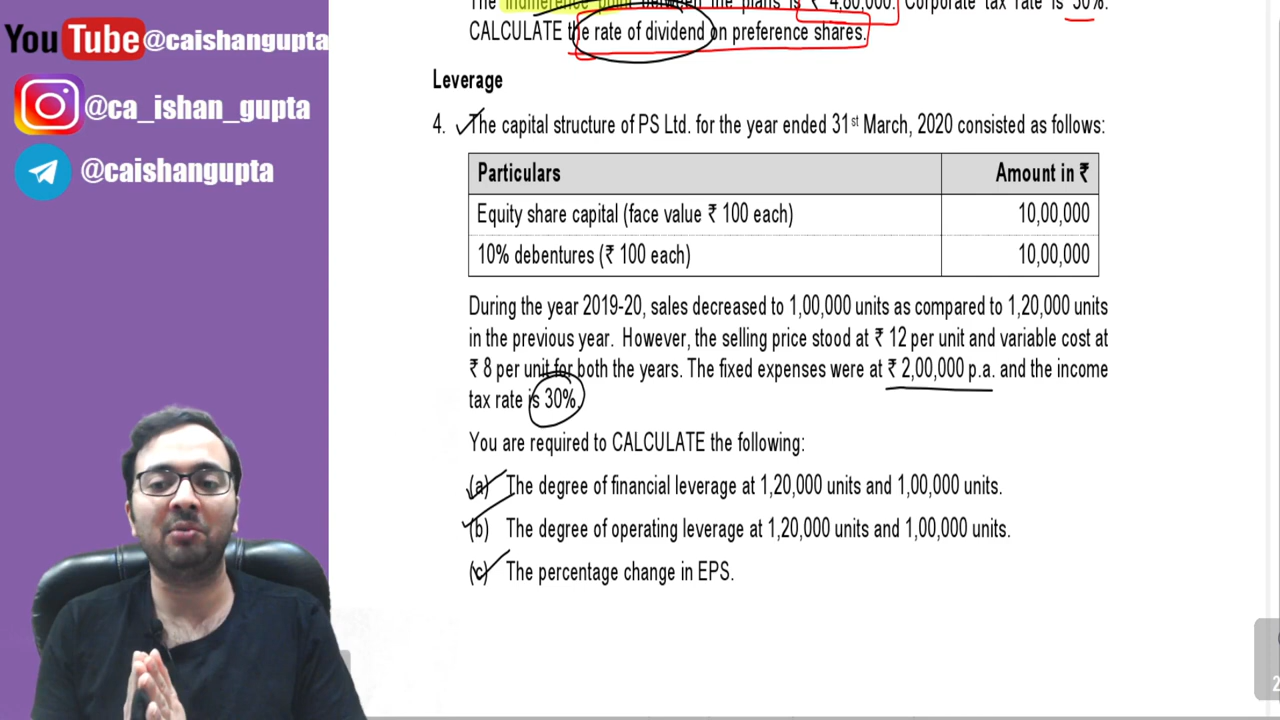 The indifference point between the plans is ₹ 4,80,000. Corporate tax rate is 30%.
CALCULATE the rate of dividend on preference shares.
YouTube @caishangupta
@ca_ishan_gupta
@caishangupta
Leverage
4. The capital structure of PS Ltd. for the year ended 31st March, 2020 consisted as follows:
Particulars Amount in ₹
Equity share capital (face value ₹ 100 each) 10,00,000
10% debentures (₹ 100 each) 10,00,000
During the year 2019-20, sales decreased to 1,00,000 units as compared to 1,20,000 units
in the previous year. However, the selling price stood at ₹ 12 per unit and variable cost at
₹ 8 per unit for both the years. The fixed expenses were at ₹ 2,00,000 p.a. and the income
tax rate is 30%.
You are required to CALCULATE the following:
(a) The degree of financial leverage at 1,20,000 units and 1,00,000 units.
(b) The degree of operating leverage at 1,20,000 units and 1,00,000 units.
(c) The percentage change in EPS.
2